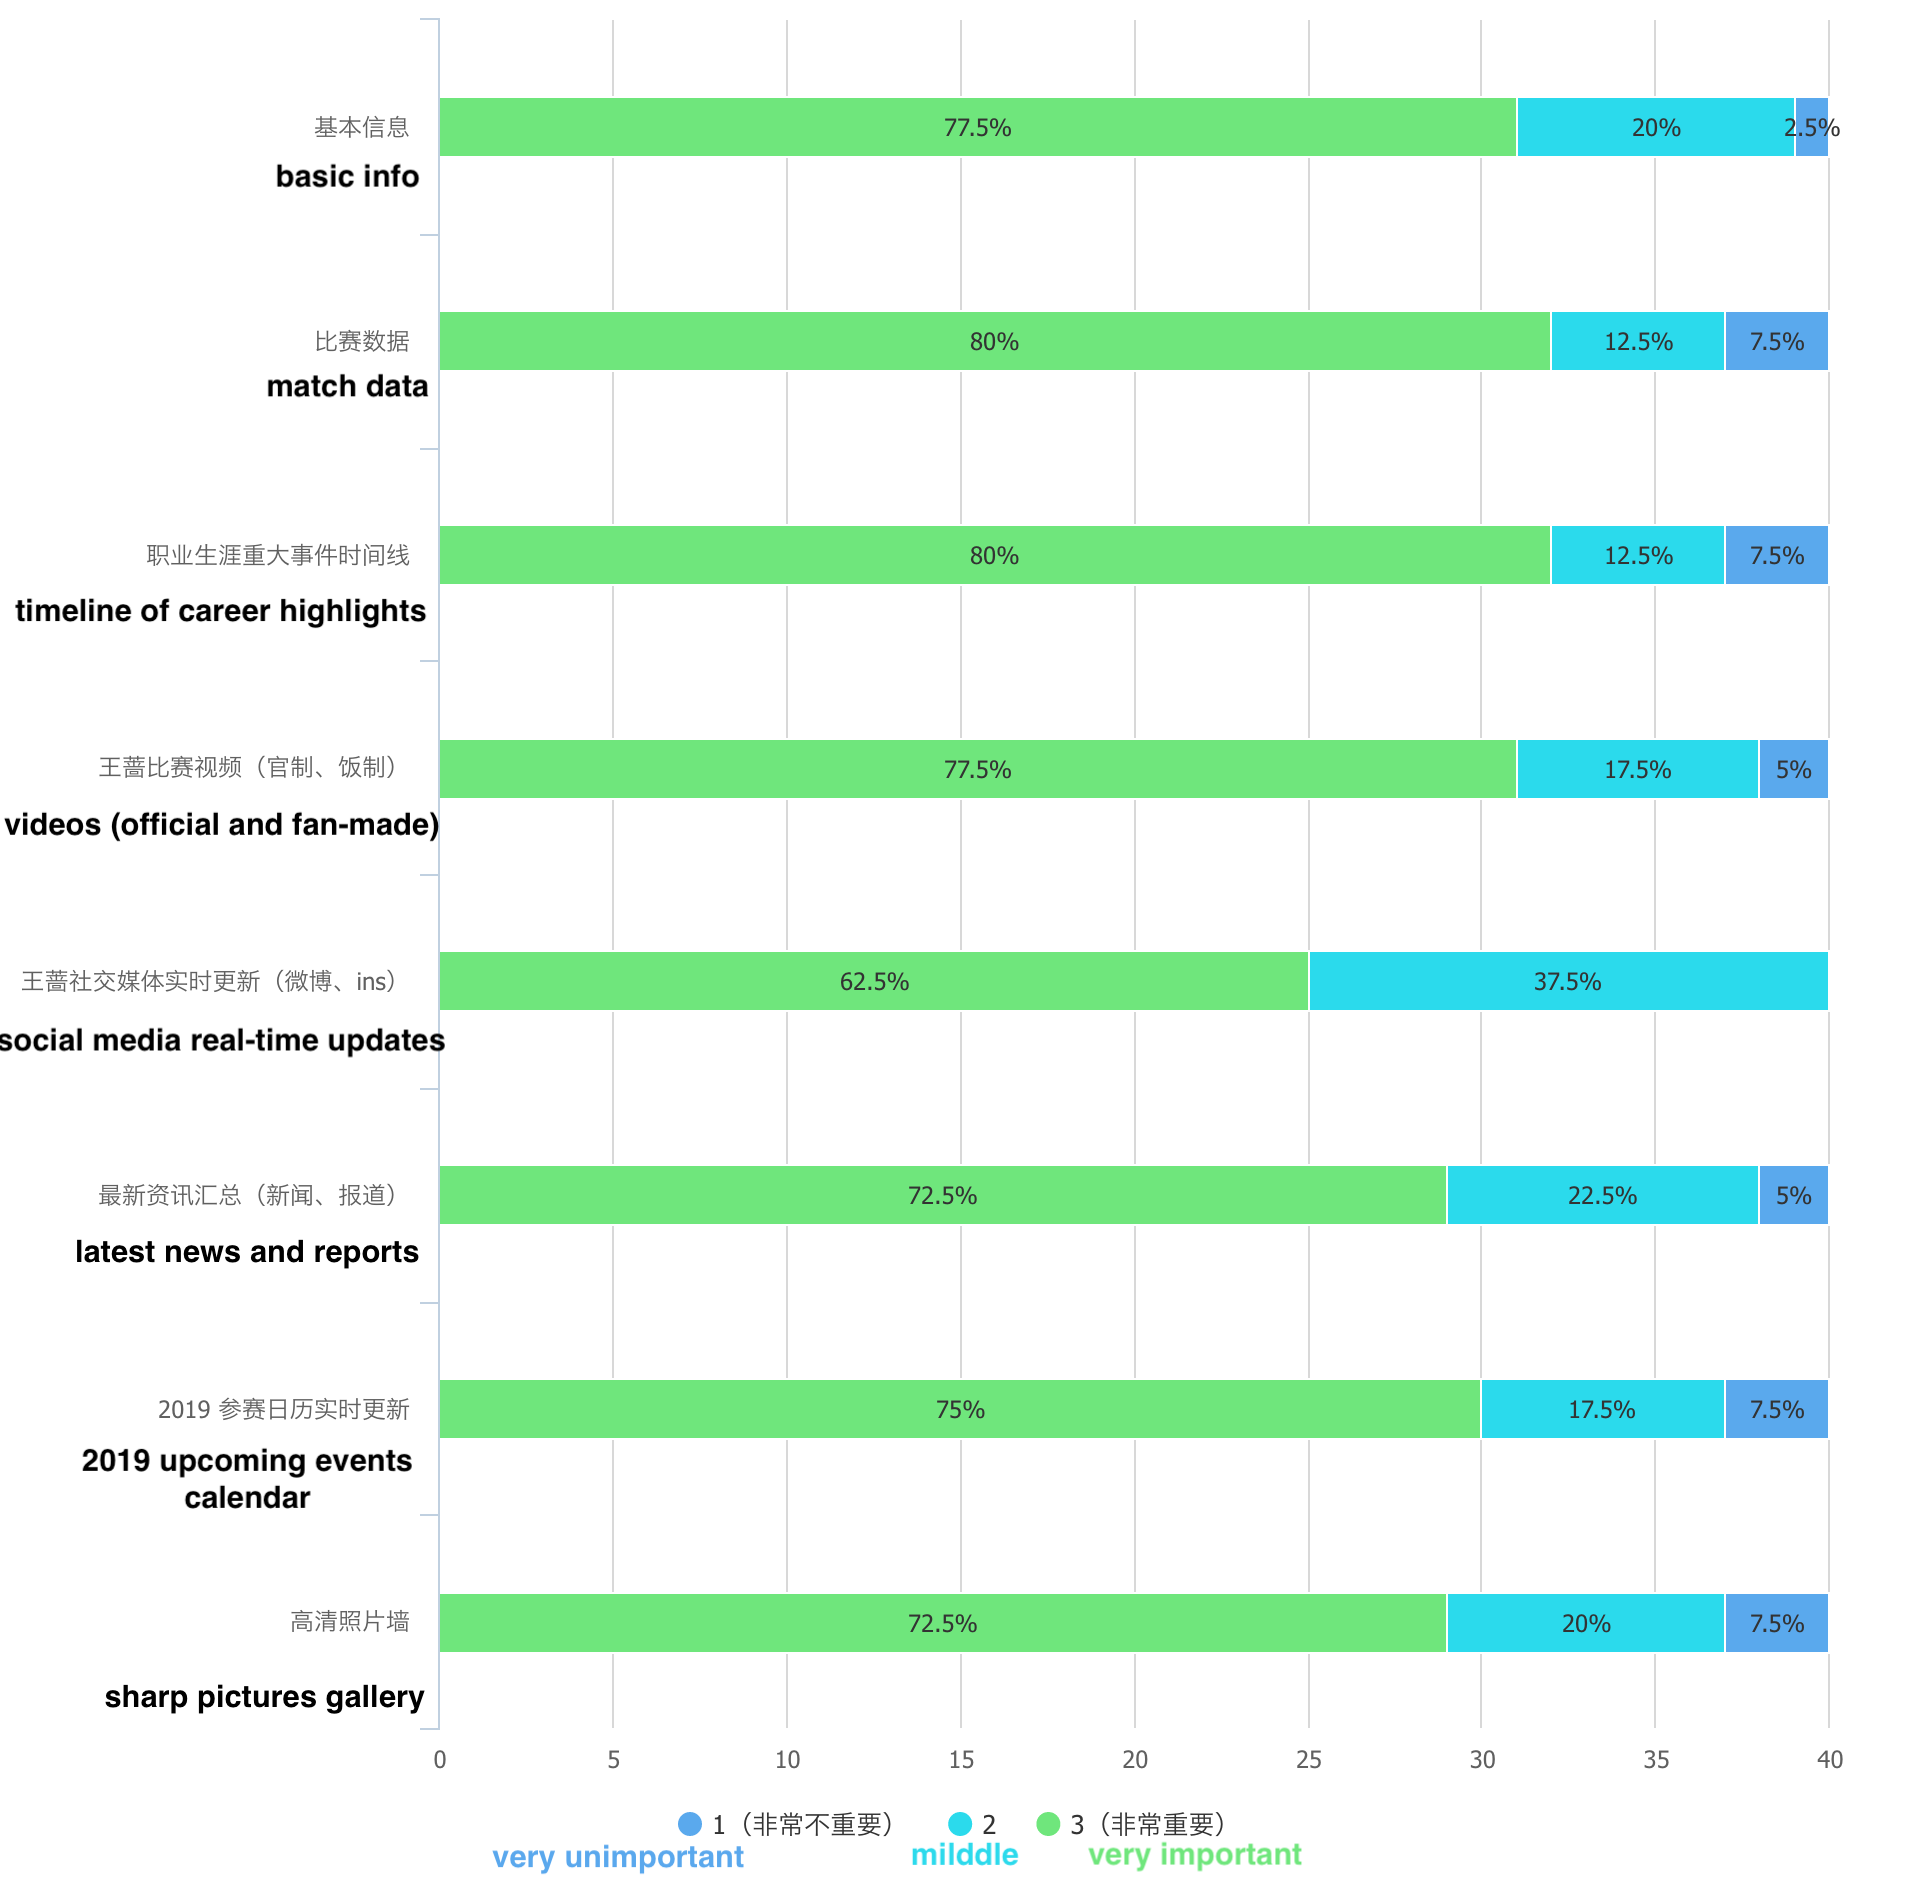 基本信息
77.5% 20% 2.5%
basic info
比赛数据
80% 12.5% 7.5%
match data
职业生涯重大事件时间线
80% 12.5% 7.5%
timeline of career highlights
王蔷比赛视频（官制、饭制）
77.5% 17.5% 5%
videos (official and fan-made)
王蔷社交媒体实时更新（微博、ins）
62.5% 37.5%
social media real-time updates
最新资讯汇总（新闻、报道）
72.5% 22.5% 5%
latest news and reports
2019 参赛日历实时更新
75% 17.5% 7.5%
2019 upcoming events
calendar
高清照片墙
72.5% 20% 7.5%
sharp pictures gallery
0 5 10 15 20 25 30 35 40
1（非常不重要） 2 3（非常重要）
very unimportant milddle very important